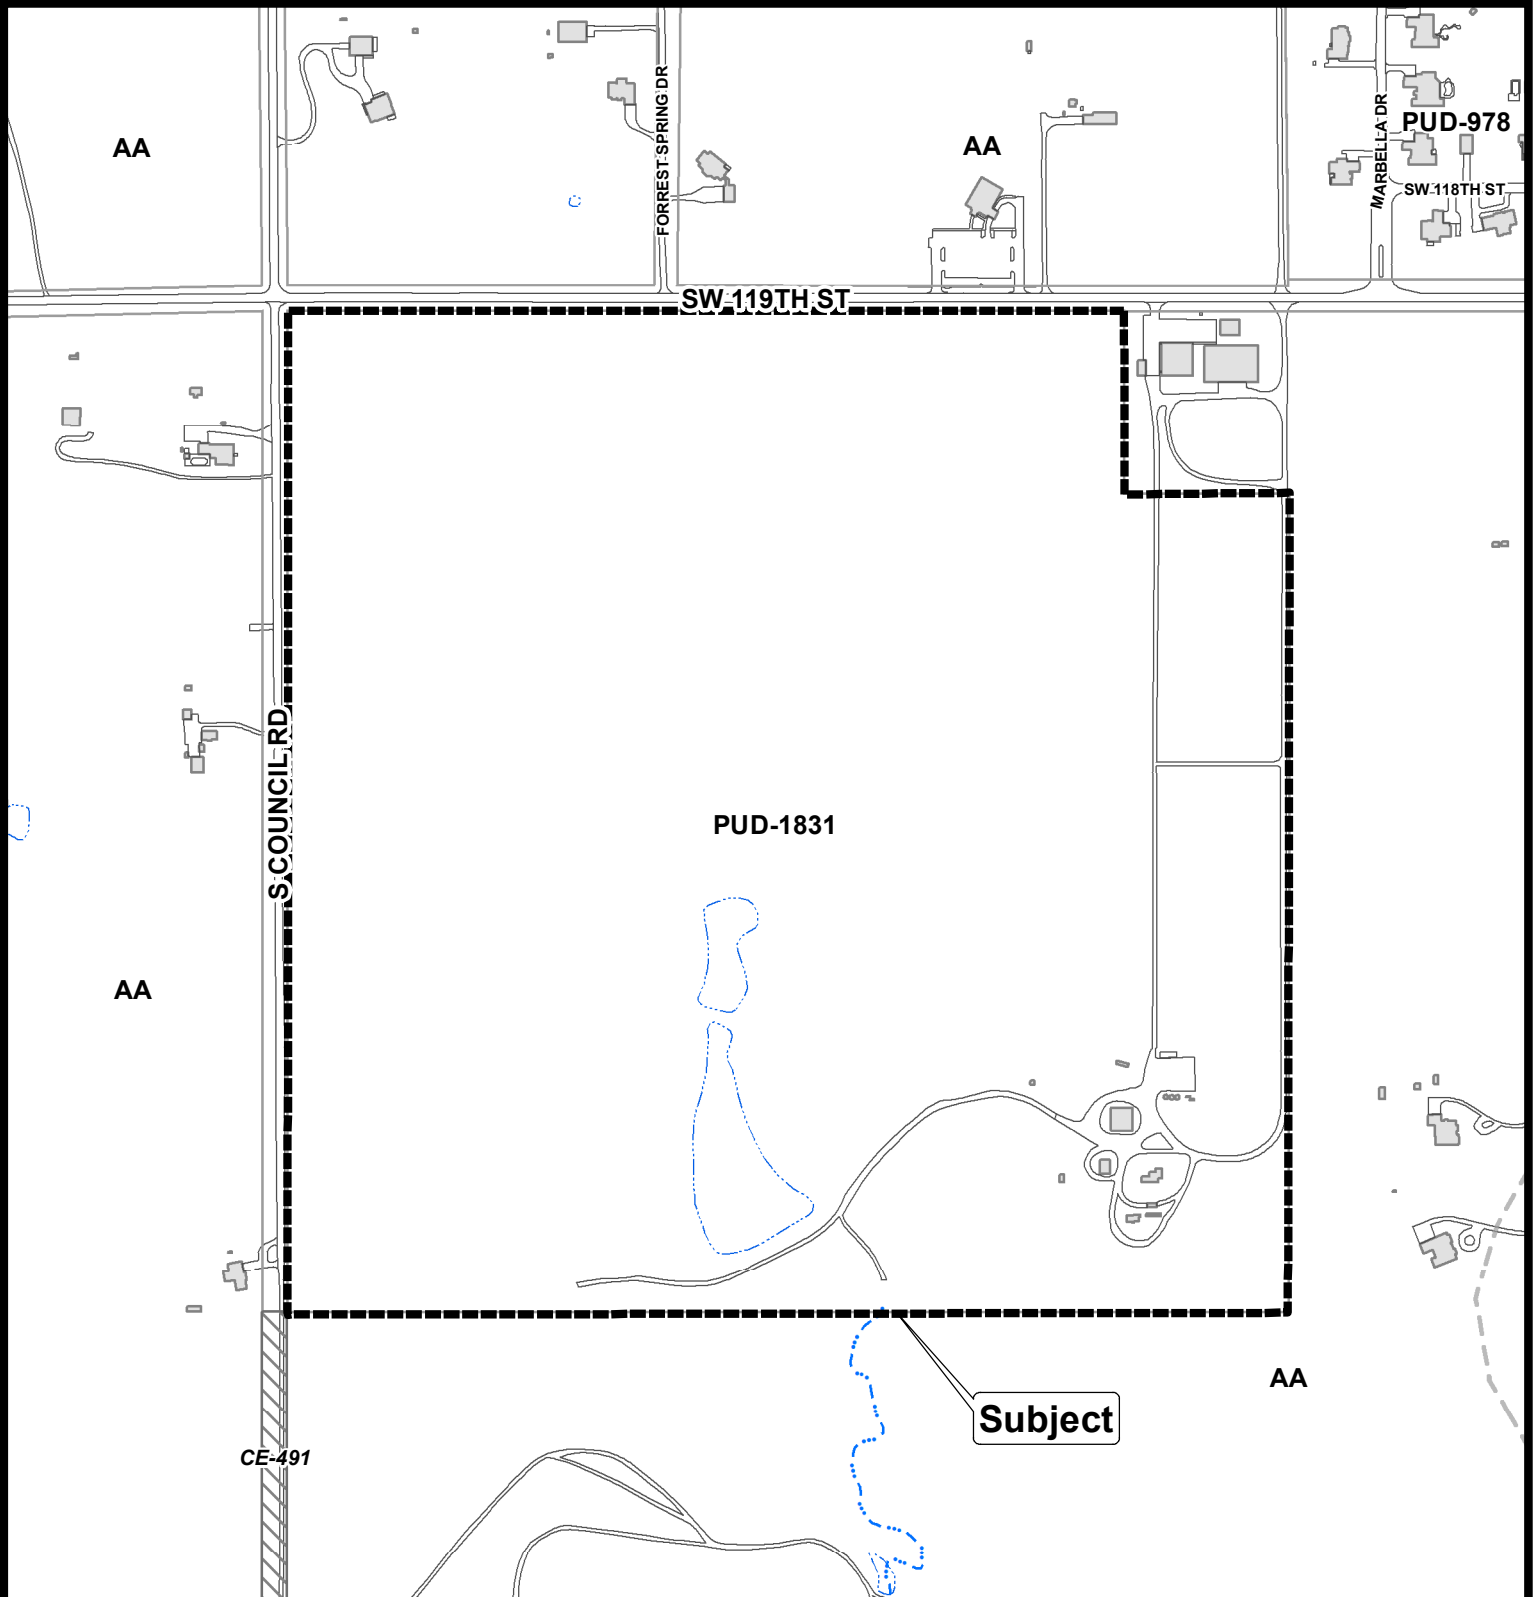 FORREST SPRING DR
MARBELLA DR
PUD-978
AA
AA
SW 118TH ST
SW 119TH ST
S COUNCIL RD
PUD-1831
AA
AA
Subject
CE-491